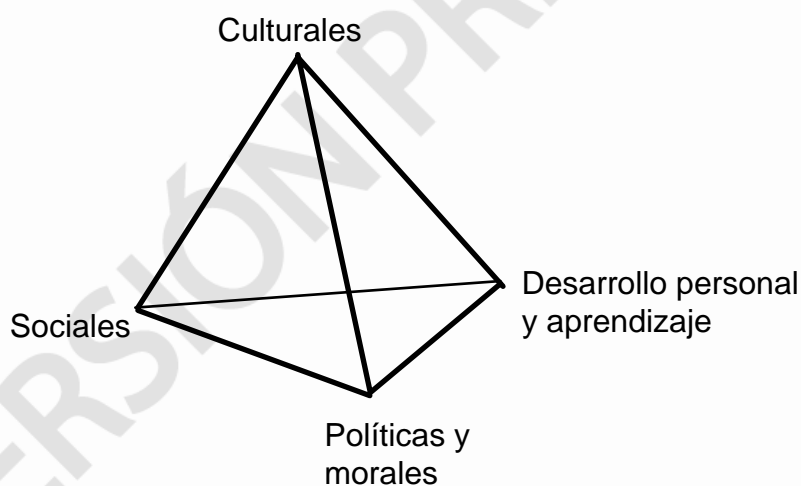 Culturales
Desarrollo personal
y aprendizaje
Sociales
Políticas y
morales